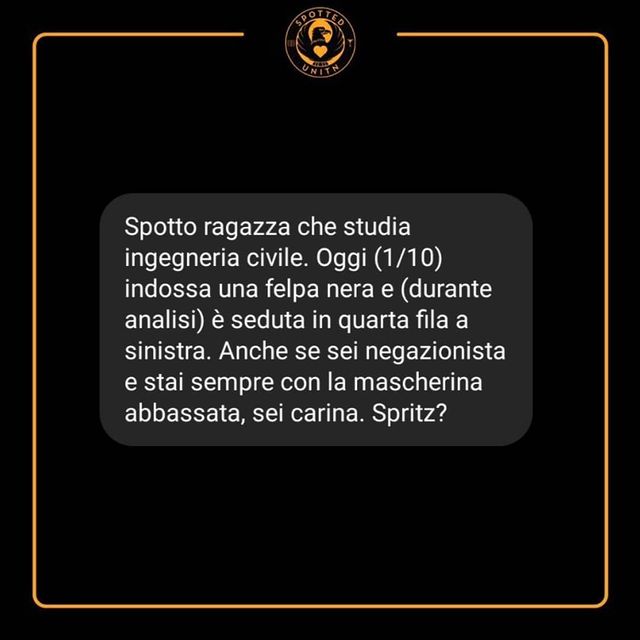 SPOTTED
UNITN
Spotto ragazza che studia
ingegneria civile. Oggi (1/10)
indossa una felpa nera e (durante
analisi) è seduta in quarta fila a
sinistra. Anche se sei negazionista
e stai sempre con la mascherina
abbassata, sei carina. Spritz?